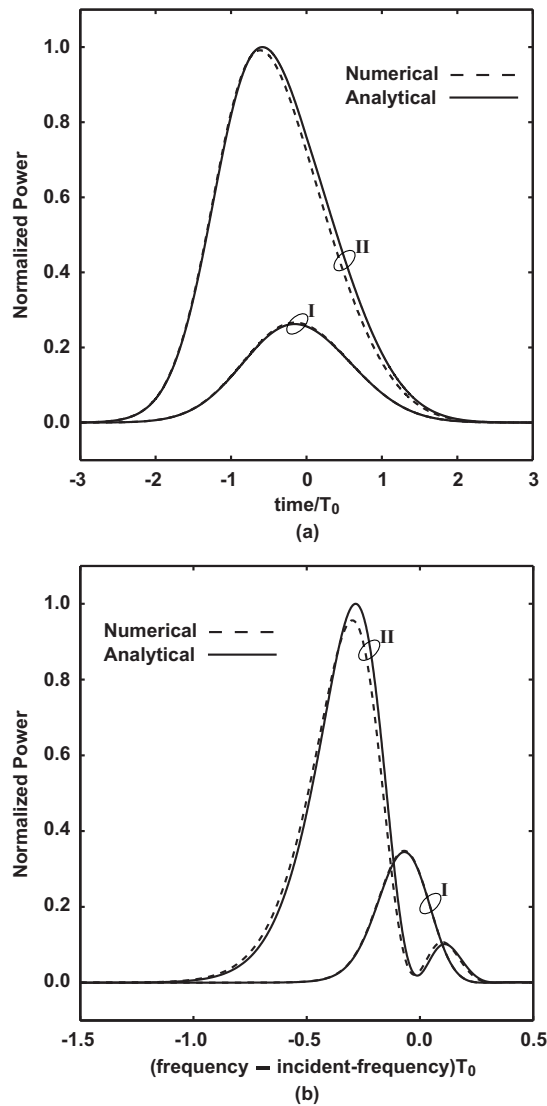 1.0
0.8
0.6
0.4
0.2
0.0
Normalized Power
Numerical
Analytical
II
I
-3
-2
-1
0
1
2
3
time/T0
(a)
1.0
0.8
0.6
0.4
0.2
0.0
Normalized Power
Numerical
Analytical
II
I
-1.5
-1.0
-0.5
0.0
0.5
(frequency – incident-frequency)T0
(b)